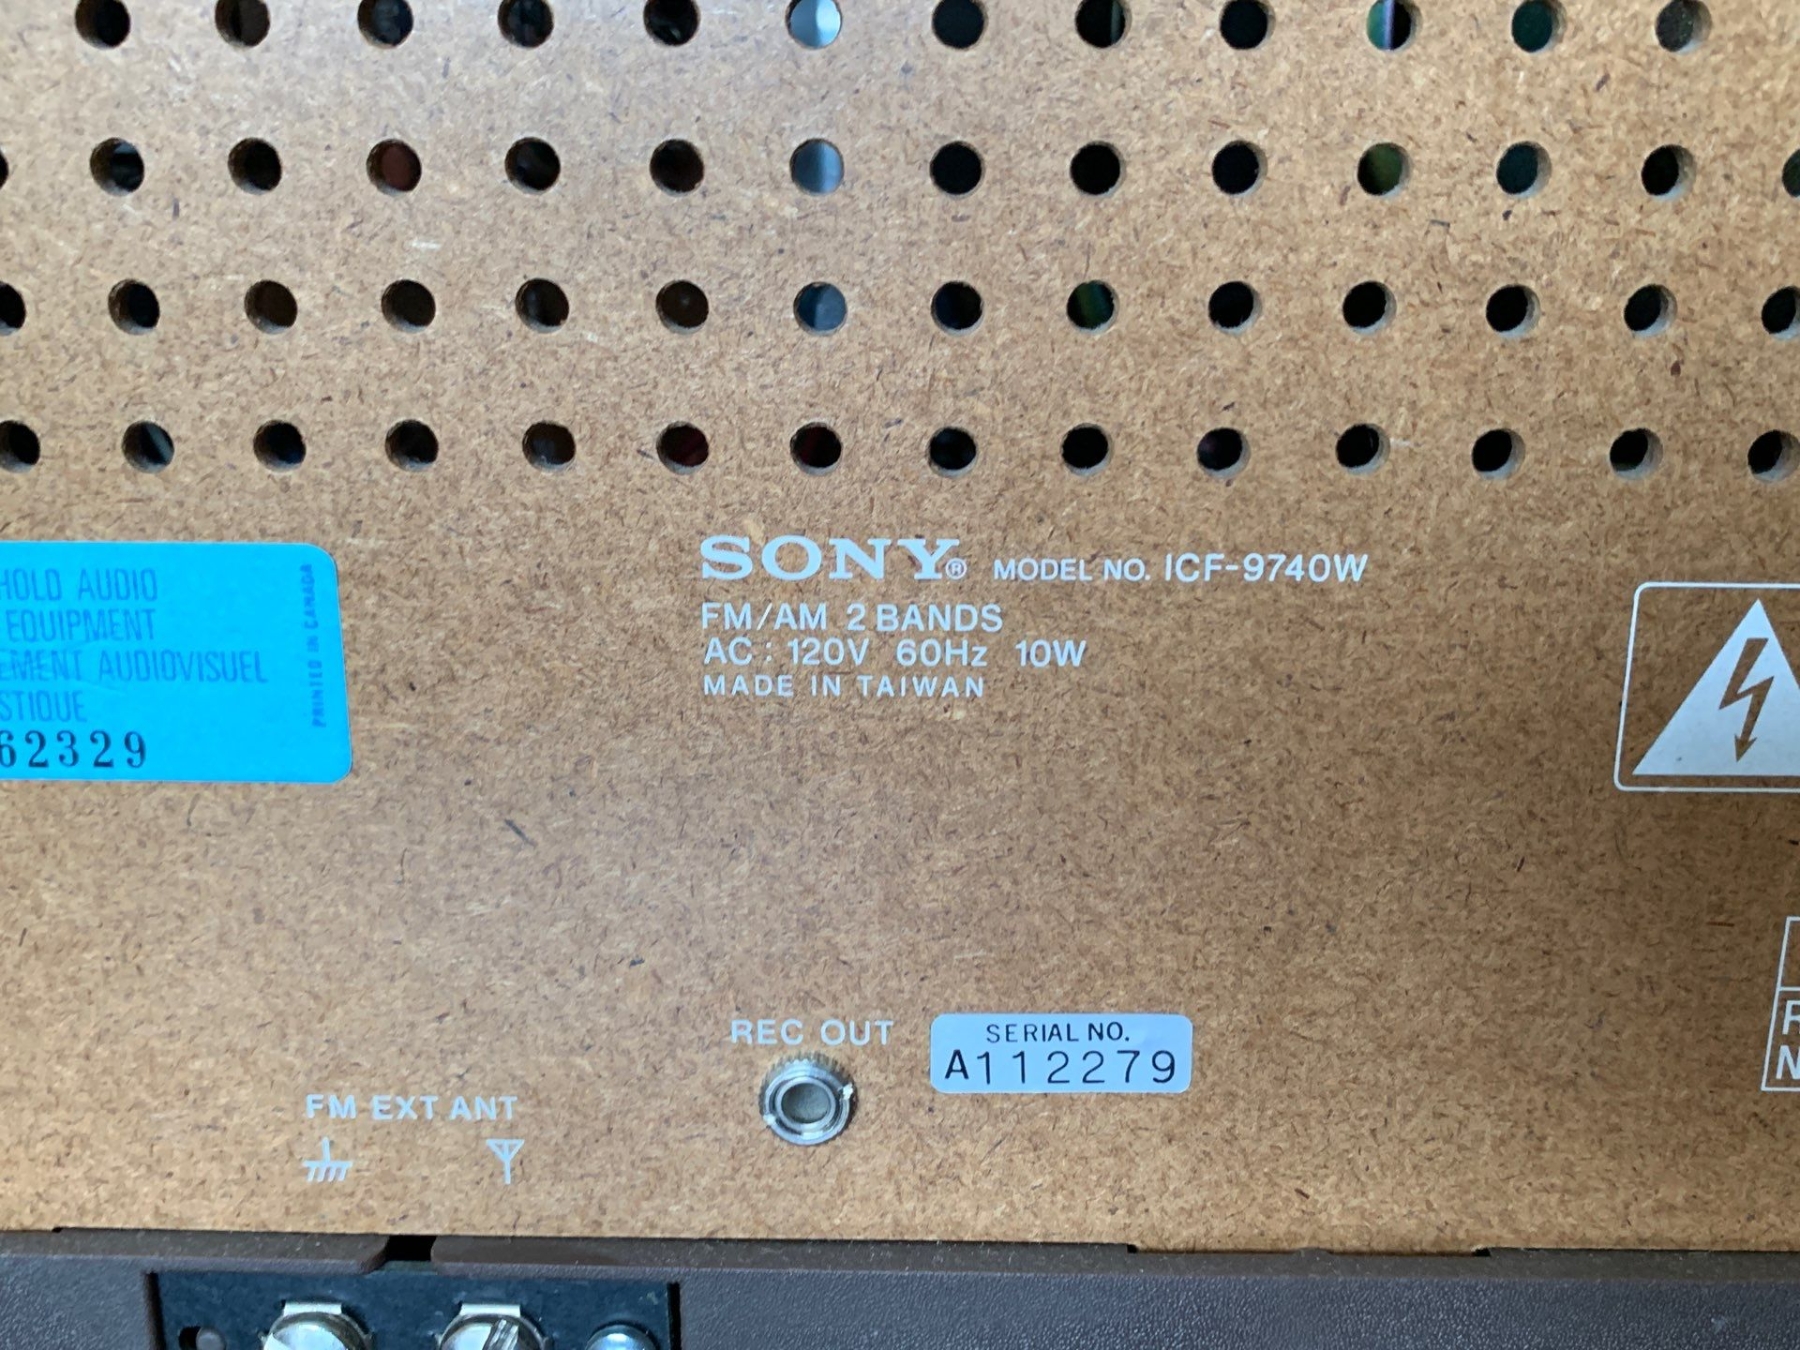 HOLD AUDIO
EQUIPMENT
EMENT AUDIOVISUEL
STIQUE
62329
PRINTED IN CANADA
SONY® MODEL NO. ICF-9740W
FM/AM 2 BANDS
AC: 120V 60Hz 10W
MADE IN TAIWAN
REC OUT
SERIAL NO.
A112279
FM EXT ANT
R
N